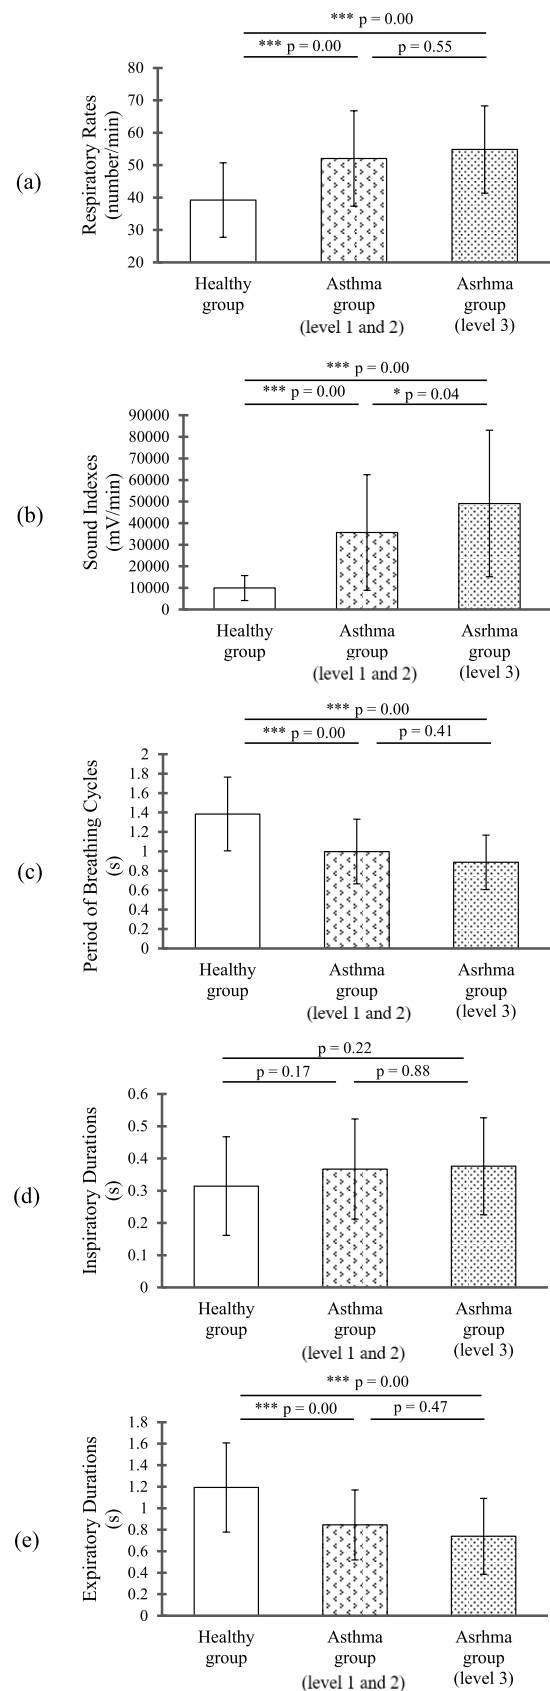 *** p = 0.00
*** p = 0.00 p = 0.55
80
70
60
50
40
30
20
Respiratory Rates
(number/min)
(a)
Healthy
group
Asthma
group
(level 1 and 2)
Asrhma
group
(level 3)
*** p = 0.00
*** p = 0.00 * p = 0.04
90000
80000
70000
60000
50000
40000
30000
20000
10000
0
Sound Indexes
(mV/min)
(b)
Healthy
group
Asthma
group
(level 1 and 2)
Asrhma
group
(level 3)
*** p = 0.00
*** p = 0.00 p = 0.41
2
1.8
1.6
1.4
1.2
1
0.8
0.6
0.4
0.2
0
Period of Breathing Cycles
(s)
(c)
Healthy
group
Asthma
group
(level 1 and 2)
Asrhma
group
(level 3)
p = 0.22
p = 0.17 p = 0.88
0.6
0.5
0.4
0.3
0.2
0.1
0
Inspiratory Durations
(s)
(d)
Healthy
group
Asthma
group
(level 1 and 2)
Asrhma
group
(level 3)
*** p = 0.00
*** p = 0.00 p = 0.47
1.8
1.6
1.4
1.2
1
0.8
0.6
0.4
0.2
0
Expiratory Durations
(s)
(e)
Healthy
group
Asthma
group
(level 1 and 2)
Asrhma
group
(level 3)